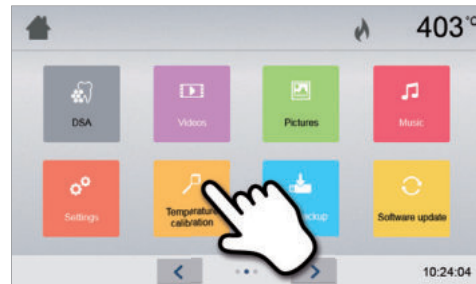 403 °C
DSA
Videos
Pictures
Music
Settings
Temperature
calibration
Software update
10:24:04